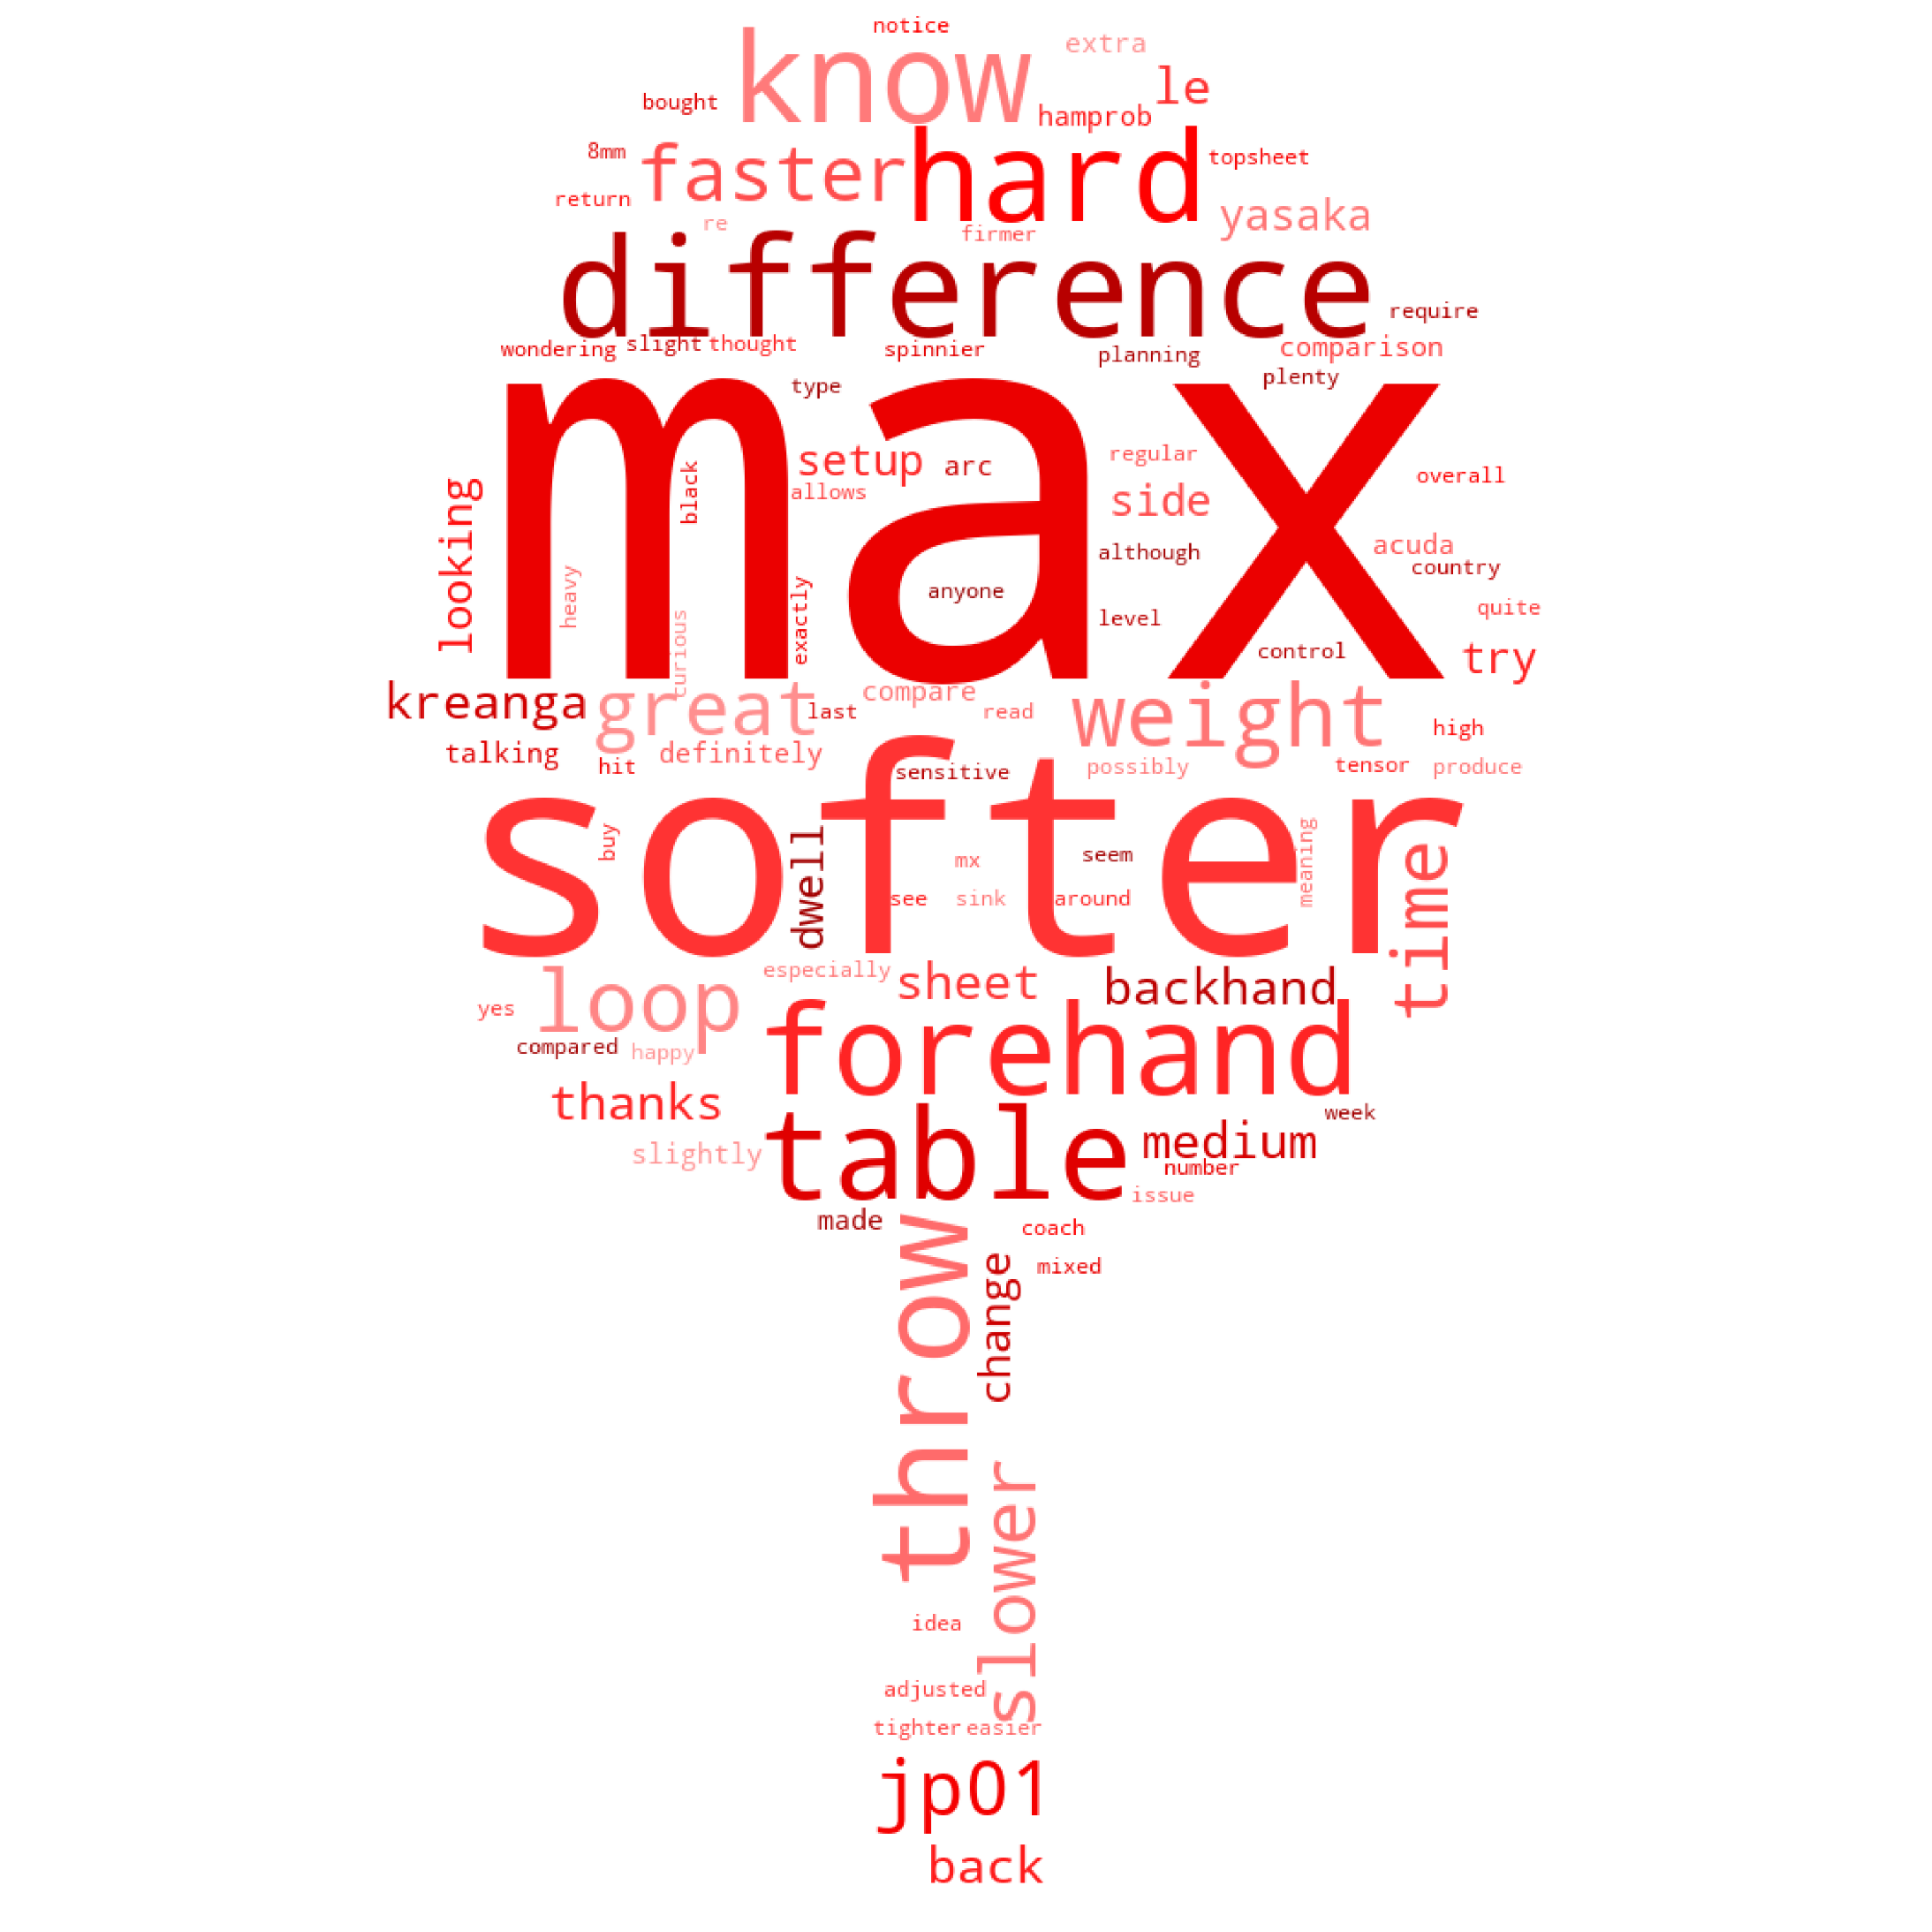 notice
extra
know
le
bought
hamprob
8mm
faster
hard
topsheet
return
re
firmer
yasaka
difference
require
wondering
slight
thought
spinnier
planning
comparison
plenty
type
max
setup
arc
regular
overall
looking
black
allows
side
although
acuda
country
heavy
curious
exactly
anyone
level
quite
control
try
kreanga
great
last
compare
read
weight
high
talking
hit
definitely
sensitive
possibly
tensor
produce
softer
buy
dwell
mx
seem
meaning
time
see
sink
around
especially
sheet
backhand
yes
loop
forehand
compared
happy
thanks
week
table
medium
slightly
number
issue
made
coach
throw
change
mixed
slower
idea
adjusted
tighter
easier
jp01
back